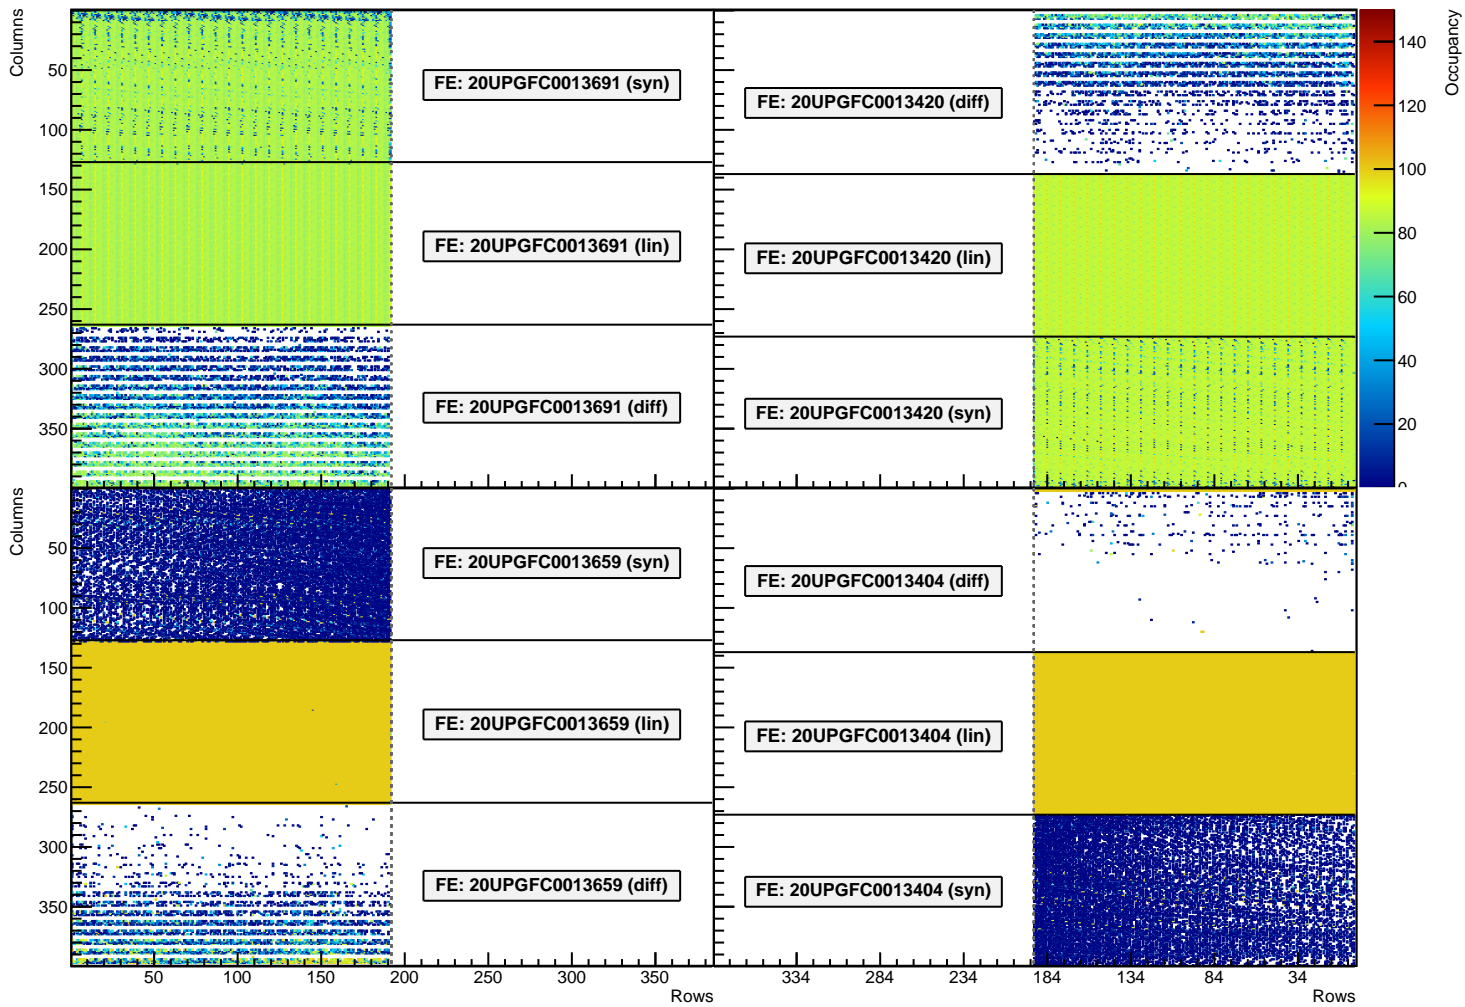 Columns
50
100
150
200
250
300
350
FE: 20UPGFC0013691 (syn)
FE: 20UPGFC0013691 (lin)
FE: 20UPGFC0013691 (diff)
FE: 20UPGFC0013420 (diff)
FE: 20UPGFC0013420 (lin)
FE: 20UPGFC0013420 (syn)
Occupancy
140
120
100
80
60
40
20
0
Columns
50
100
150
200
250
300
350
FE: 20UPGFC0013659 (syn)
FE: 20UPGFC0013659 (lin)
FE: 20UPGFC0013659 (diff)
FE: 20UPGFC0013404 (diff)
FE: 20UPGFC0013404 (lin)
FE: 20UPGFC0013404 (syn)
50 100 150 200 250 300 350
Rows
334 284 234 184 134 84 34
Rows